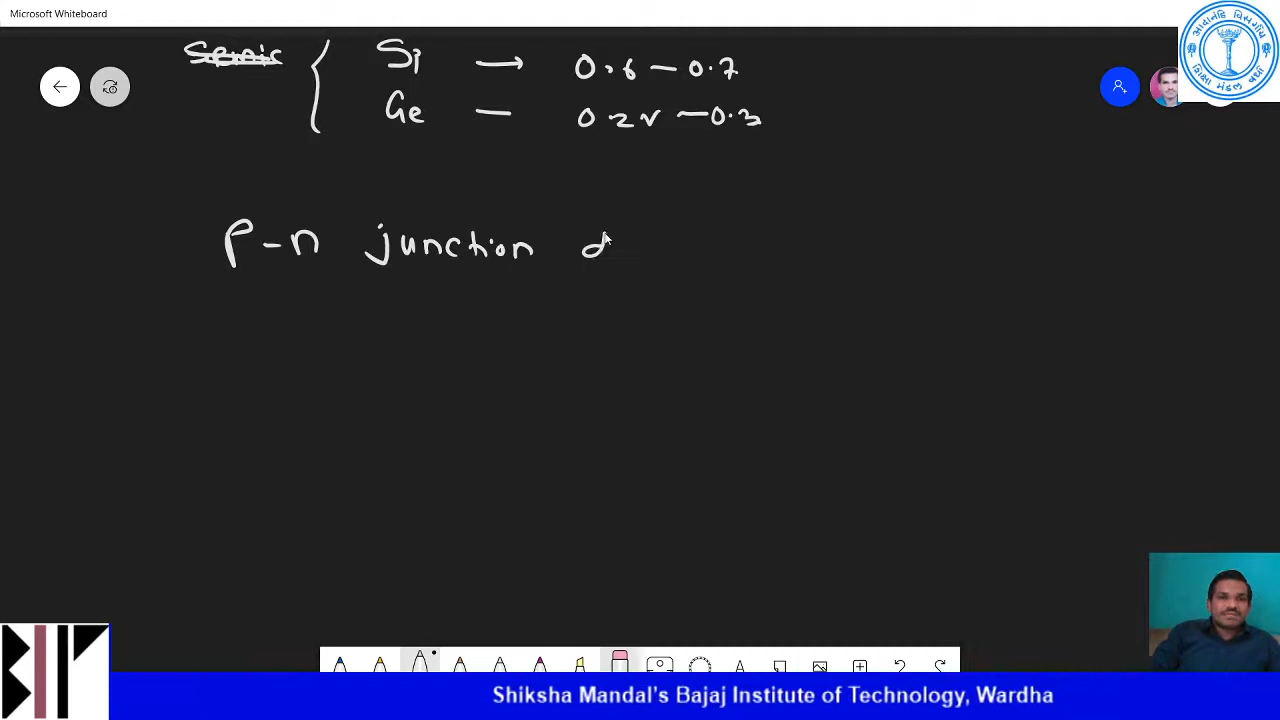 Microsoft Whiteboard
Si → 0.6 – 0.7
Ge — 0.2v – 0.3
P-n junction d
Shiksha Mandal's Bajaj Institute of Technology, Wardha